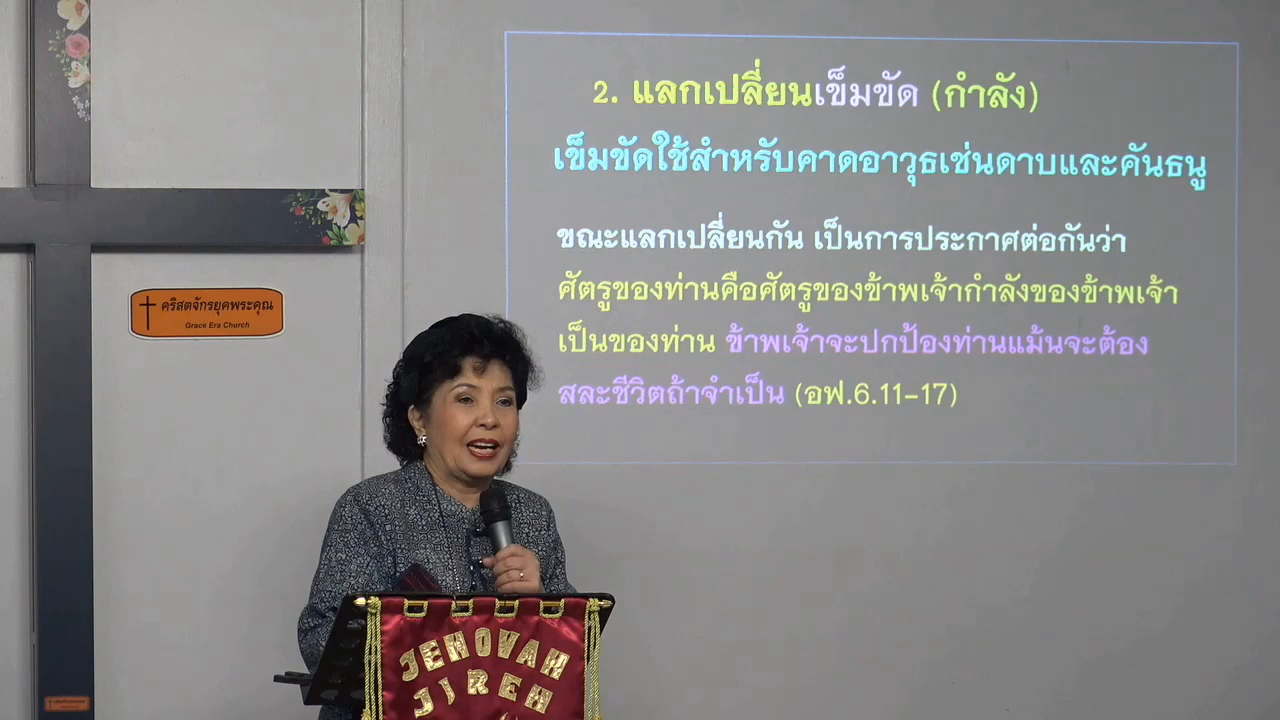 2. แลกเปลี่ยนเข็มขัด (กำลัง)
เข็มขัดใช้สำหรับคาดอาวุธเช่นดาบและคันธนู
ขณะแลกเปลี่ยนกัน เป็นการประกาศต่อกันว่า
ศัตรูของท่านคือศัตรูของข้าพเจ้ากำลังของข้าพเจ้า
เป็นของท่าน ข้าพเจ้าจะปกป้องท่านแม้นจะต้อง
สละชีวิตถ้าจำเป็น (อฟ.6.11-17)
คริสตจักรยุคพระคุณ
Grace Era Church
JEHOVAH
JIREH